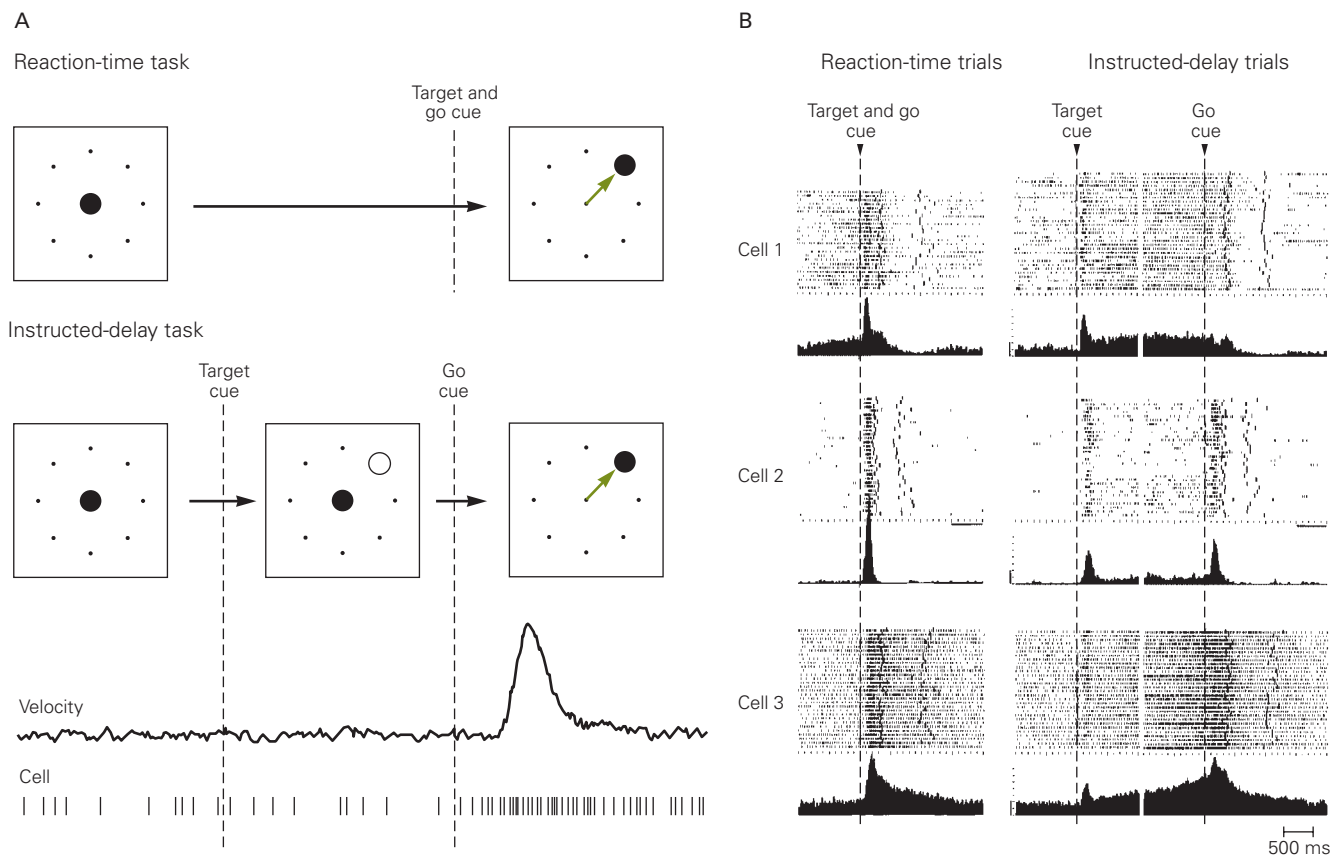 A
Reaction-time task
Target and
go cue
Instructed-delay task
Target
cue
Go
cue
Velocity
Cell
B
Reaction-time trials
Instructed-delay trials
Target and go
cue
Target
cue
Go
cue
Cell 1
Cell 2
Cell 3
500 ms